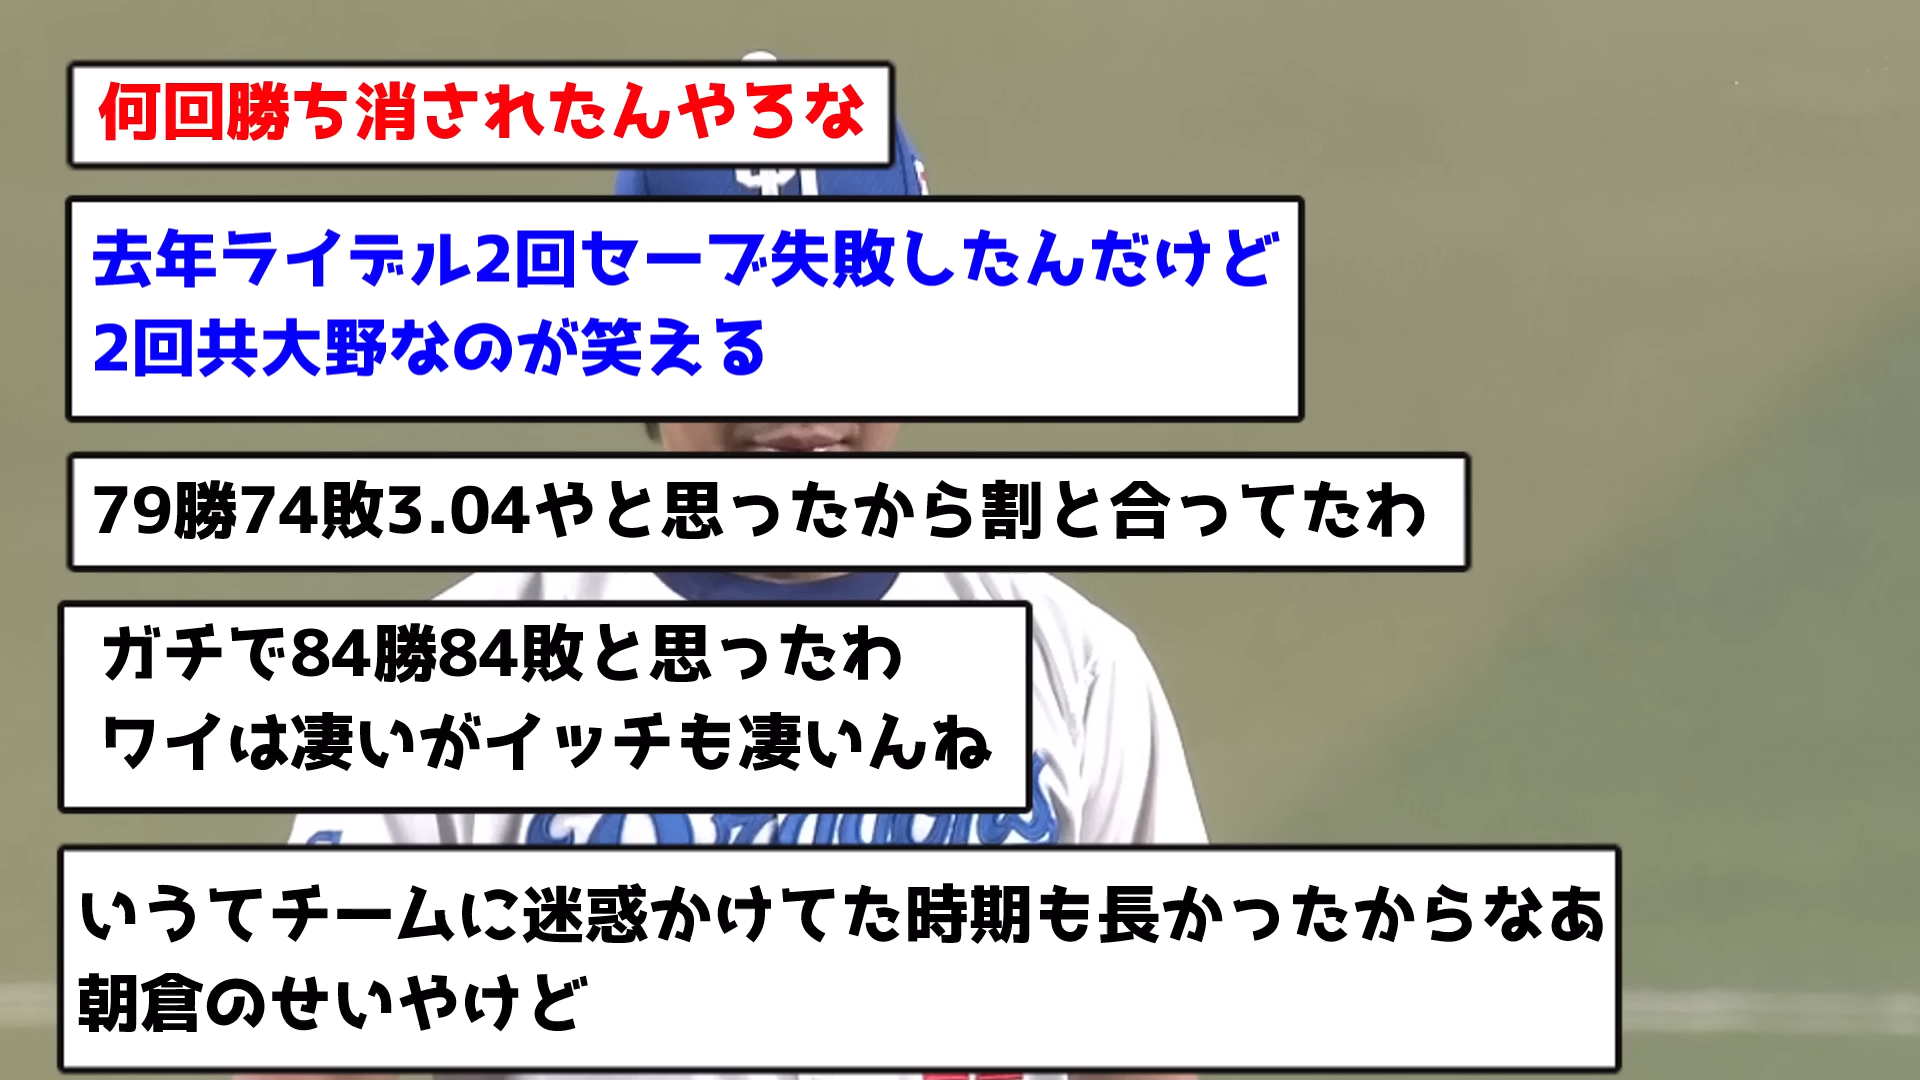 何回勝ち消されたんやろな
去年ライデル2回セーブ失敗したんだけど
2回共大野なのが笑える
79勝74敗3.04やと思ったから割と合ってたわ
ガチで84勝84敗と思ったわ
ワイは凄いがイッチも凄いんね
いうてチームに迷惑かけてた時期も長かったからなあ
朝倉のせいやけど